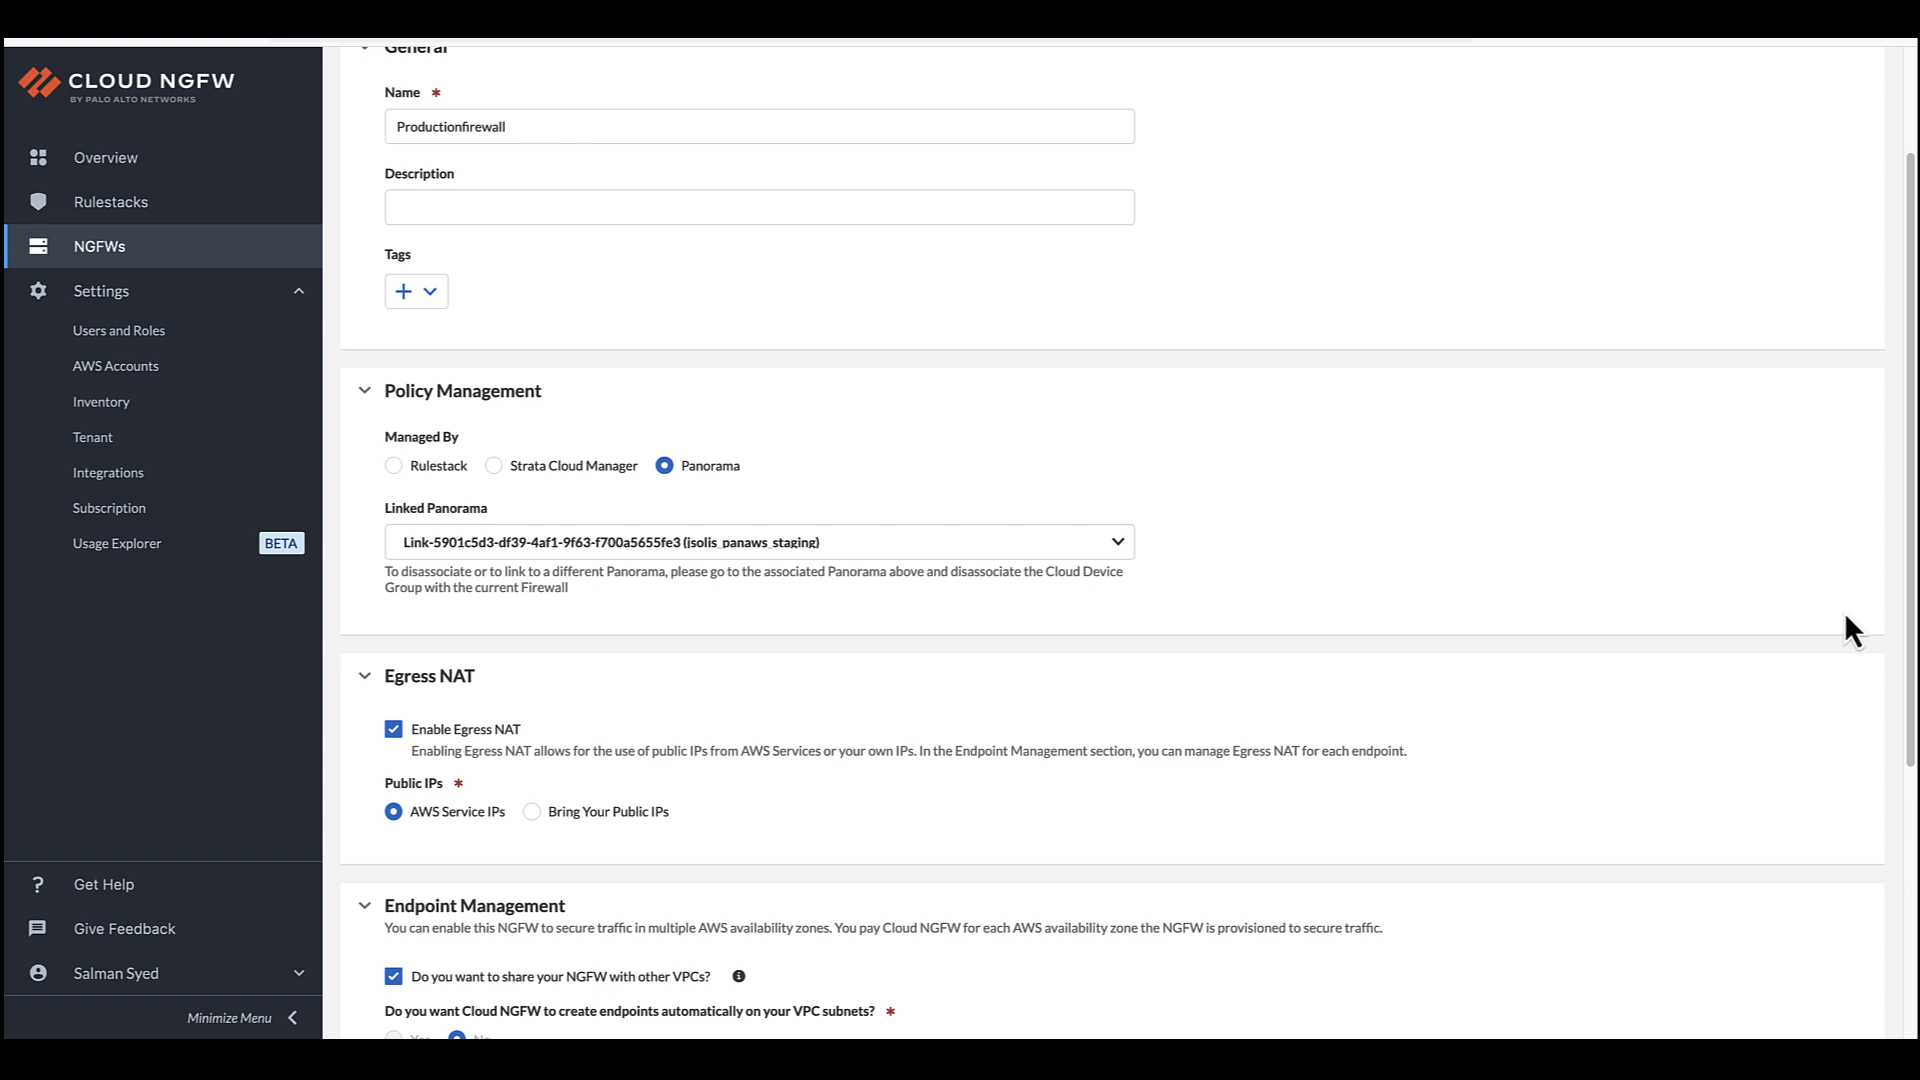 CLOUD NGFW
BY PALO ALTO NETWORKS
Overview
Rulestacks
NGFWs
Settings
Users and Roles
AWS Accounts
Inventory
Tenant
Integrations
Subscription
Usage Explorer BETA
Get Help
Give Feedback
Salman Syed
Minimize Menu
General
Name *
Productionfirewall
Description
Tags
Policy Management
Managed By
Rulestack Strata Cloud Manager Panorama
Linked Panorama
Link-5901c5d3-df39-4af1-9f63-f700a5655fe3 (jsolis_panaws_staging)
To disassociate or to link to a different Panorama, please go to the associated Panorama above and disassociate the Cloud Device
Group with the current Firewall
Egress NAT
Enable Egress NAT
Enabling Egress NAT allows for the use of public IPs from AWS Services or your own IPs. In the Endpoint Management section, you can manage Egress NAT for each endpoint.
Public IPs *
AWS Service IPs Bring Your Public IPs
Endpoint Management
You can enable this NGFW to secure traffic in multiple AWS availability zones. You pay Cloud NGFW for each AWS availability zone the NGFW is provisioned to secure traffic.
Do you want to share your NGFW with other VPCs?
Do you want Cloud NGFW to create endpoints automatically on your VPC subnets? *
Yes No